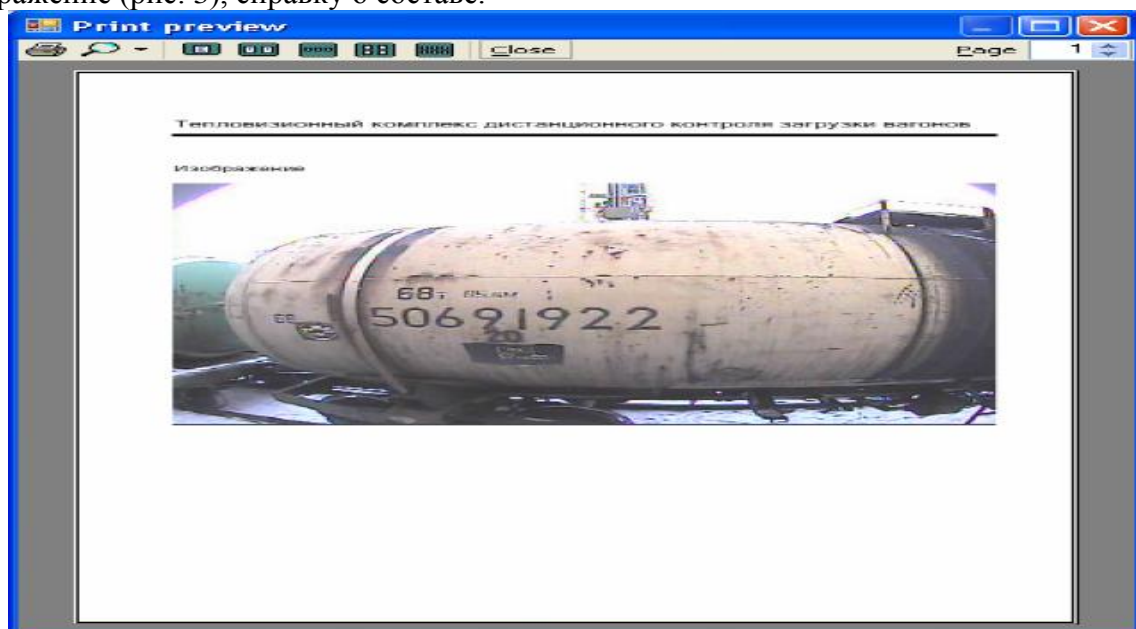 (рис. 3), справку о составе.
Print preview
Close
Page 1
Тепловизионный комплекс дистанционного контроля загрузки вагонов
Изображение
68т
50691922
20